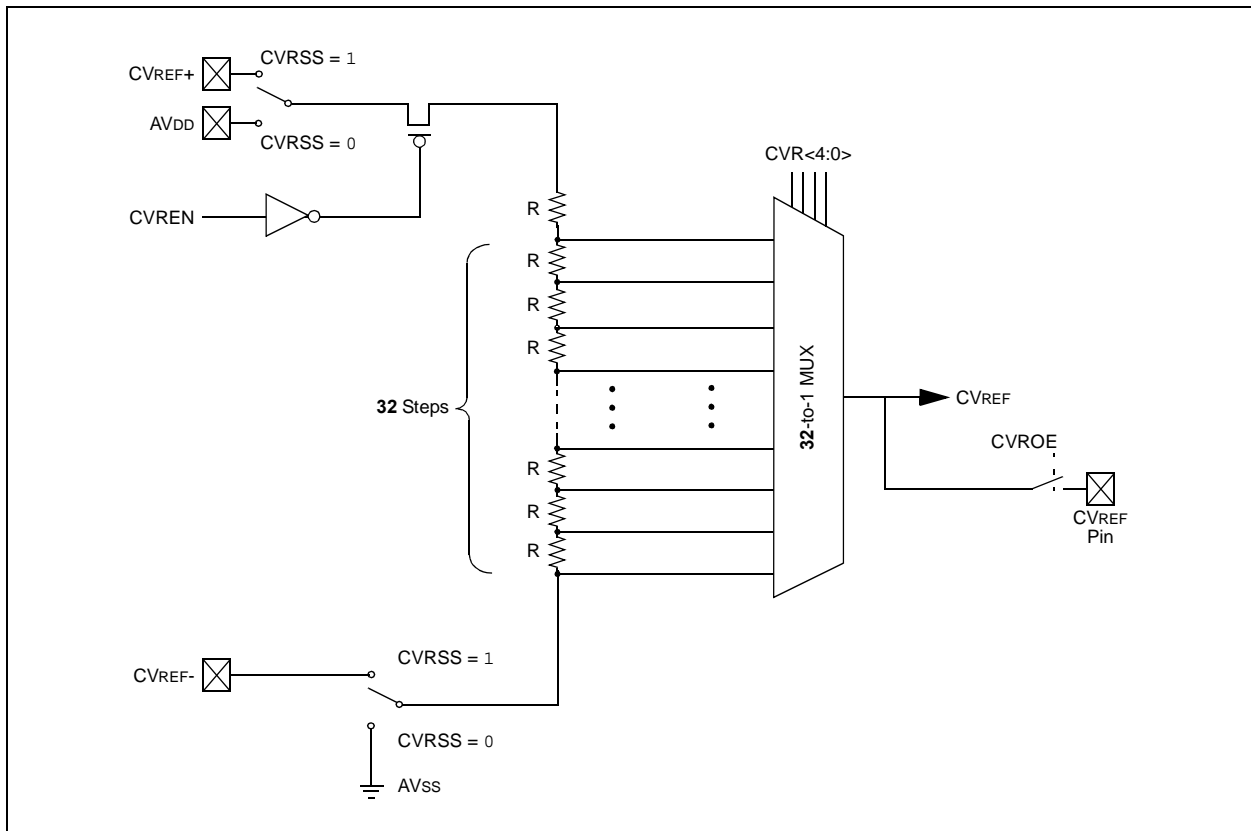 CVRSS = 1
CVREF+
AVDD
CVRSS = 0
CVREN
CVR<4:0>
R
R
R
R
32 Steps
32-to-1 MUX
CVREF
CVROE
R
R
R
CVREF
Pin
CVRSS = 1
CVREF-
CVRSS = 0
AVSS